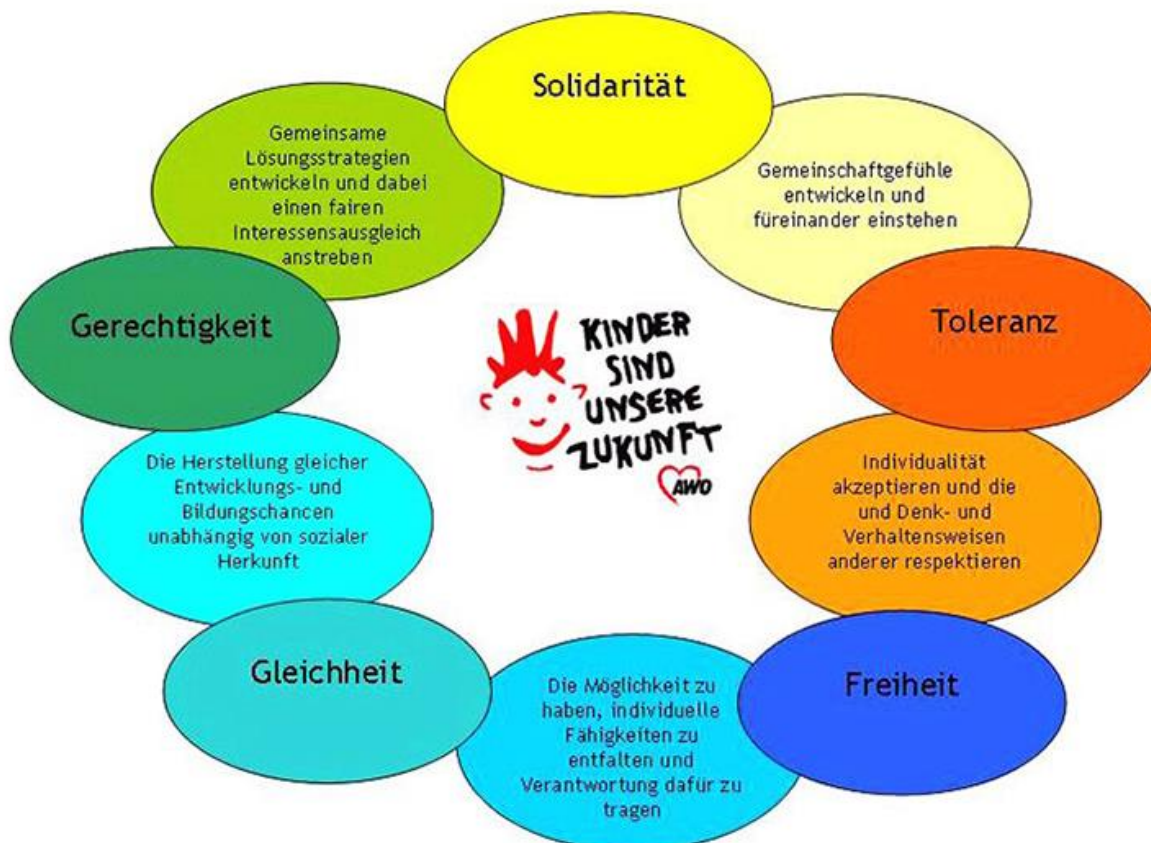 Solidarität
Gemeinschaftgefühle
entwickeln und
füreinander einstehen
Toleranz
Individualität
akzeptieren und die
und Denk- und
Verhaltensweisen
anderer respektieren
Freiheit
Die Möglichkeit zu
haben, individuelle
Fähigkeiten zu
entfalten und
Verantwortung dafür zu
tragen
Gleichheit
Die Herstellung gleicher
Entwicklungs- und
Bildungschancen
unabhängig von sozialer
Herkunft
Gerechtigkeit
Gemeinsame
Lösungsstrategien
entwickeln und dabei
einen fairen
Interessensausgleich
anstreben
KINDER
SIND
UNSERE
ZUKUNFT
AWO